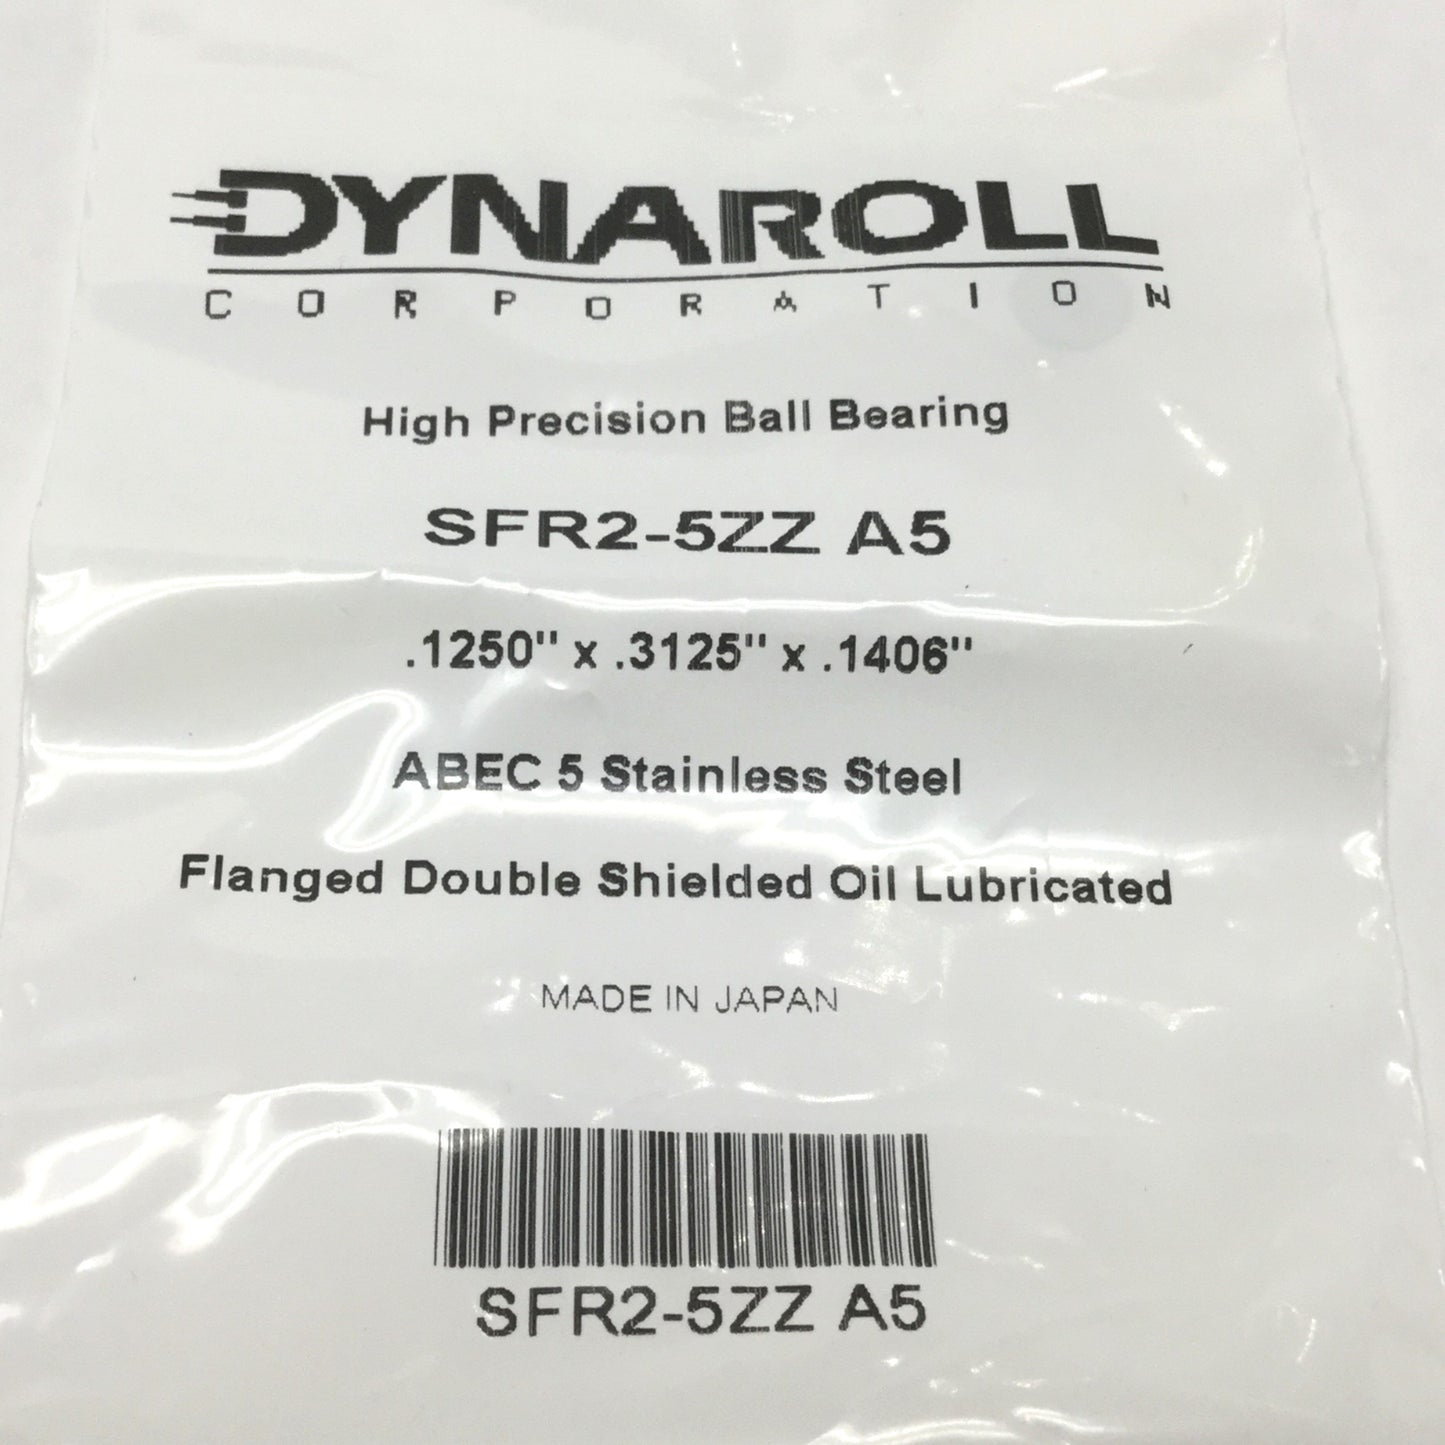 DYNAROLL
CORPORATION
High Precision Ball Bearing
SFR2-5ZZ A5
.1250" x .3125" x .1406"
ABEC 5 Stainless Steel
Flanged Double Shielded Oil Lubricated
MADE IN JAPAN
SFR2-5ZZ A5